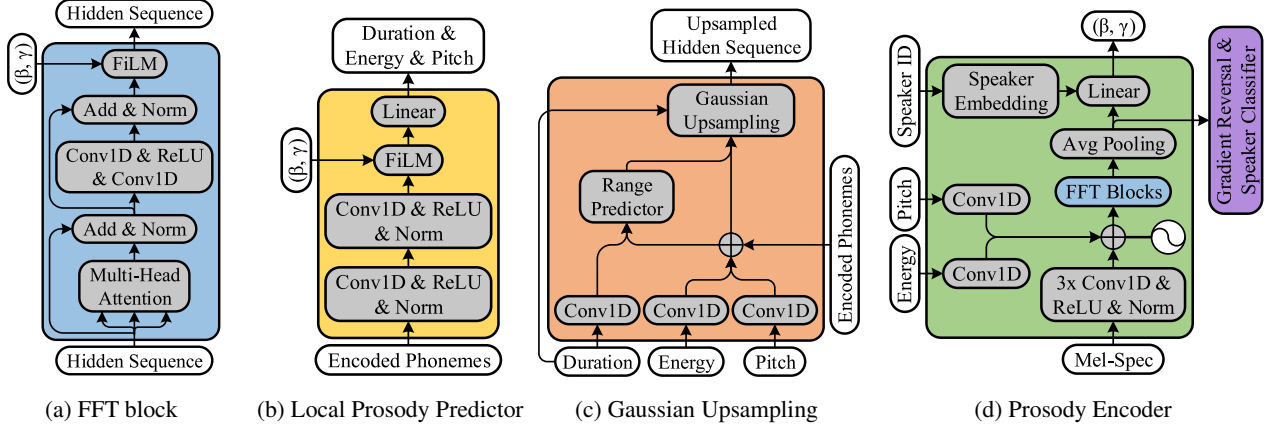 Hidden Sequence
(β, γ)
FiLM
Add & Norm
Conv1D & ReLU
& Conv1D
Add & Norm
Multi-Head
Attention
Hidden Sequence
(a) FFT block
Duration &
Energy & Pitch
Linear
(β, γ)
FiLM
Conv1D & ReLU
& Norm
Conv1D & ReLU
& Norm
Encoded Phonemes
(b) Local Prosody Predictor
Upsampled
Hidden Sequence
Gaussian
Upsampling
Range
Predictor
Encoded Phonemes
Conv1D
Conv1D
Conv1D
Duration
Energy
Pitch
(c) Gaussian Upsampling
(β, γ)
Speaker ID
Speaker
Embedding
Linear
Gradient Reversal &
Speaker Classifier
Avg Pooling
Pitch
Conv1D
FFT Blocks
Energy
Conv1D
3x Conv1D &
ReLU & Norm
Mel-Spec
(d) Prosody Encoder